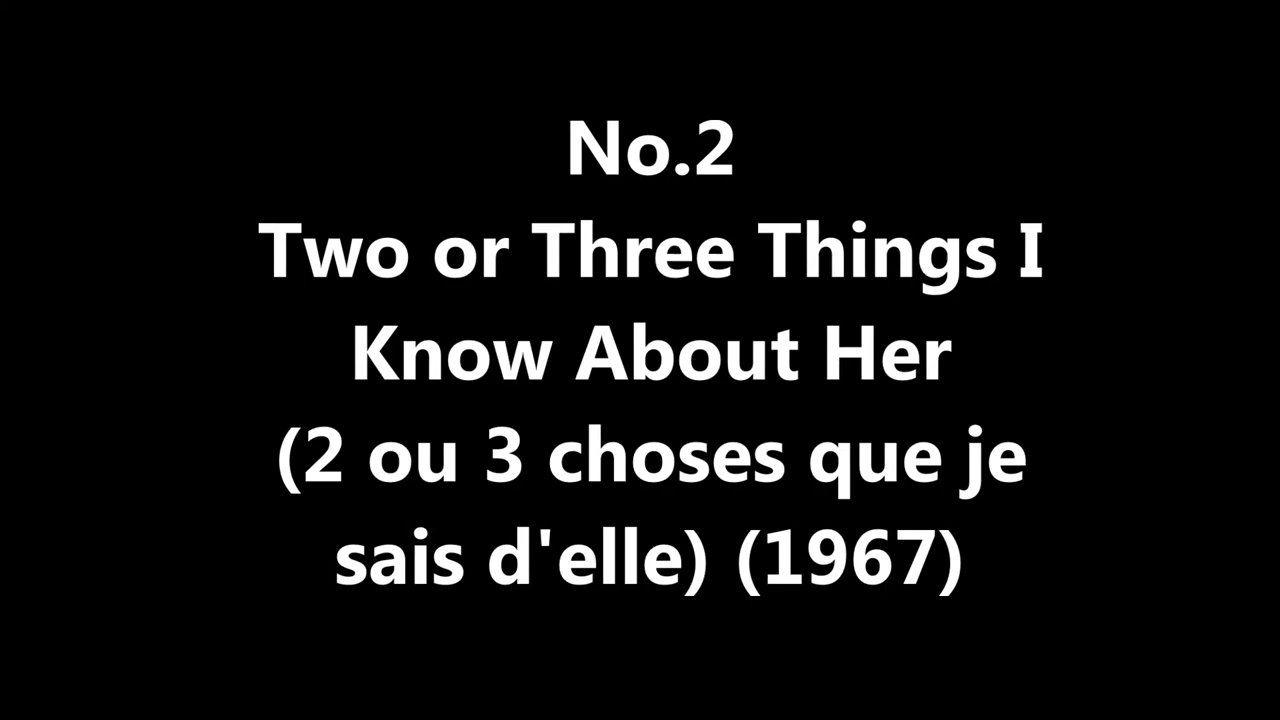 No.2
Two or Three Things I
Know About Her
(2 ou 3 choses que je
sais d'elle) (1967)